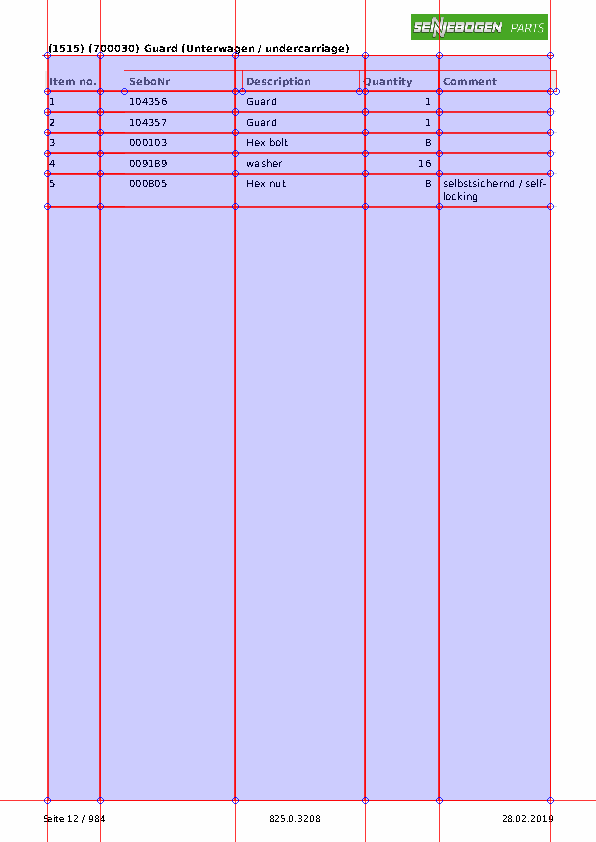 SENNEBOGEN PARTS
(1515) (700030) Guard (Unterwagen / undercarriage)
Item no. SeboNr Description Quantity Comment
1 104356 Guard 1
2 104357 Guard 1
3 000103 Hex bolt 8
4 009189 washer 16
5 000805 Hex nut 8 selbstsichernd / self-
locking
Seite 12 / 984 825.0.3208 28.02.2019